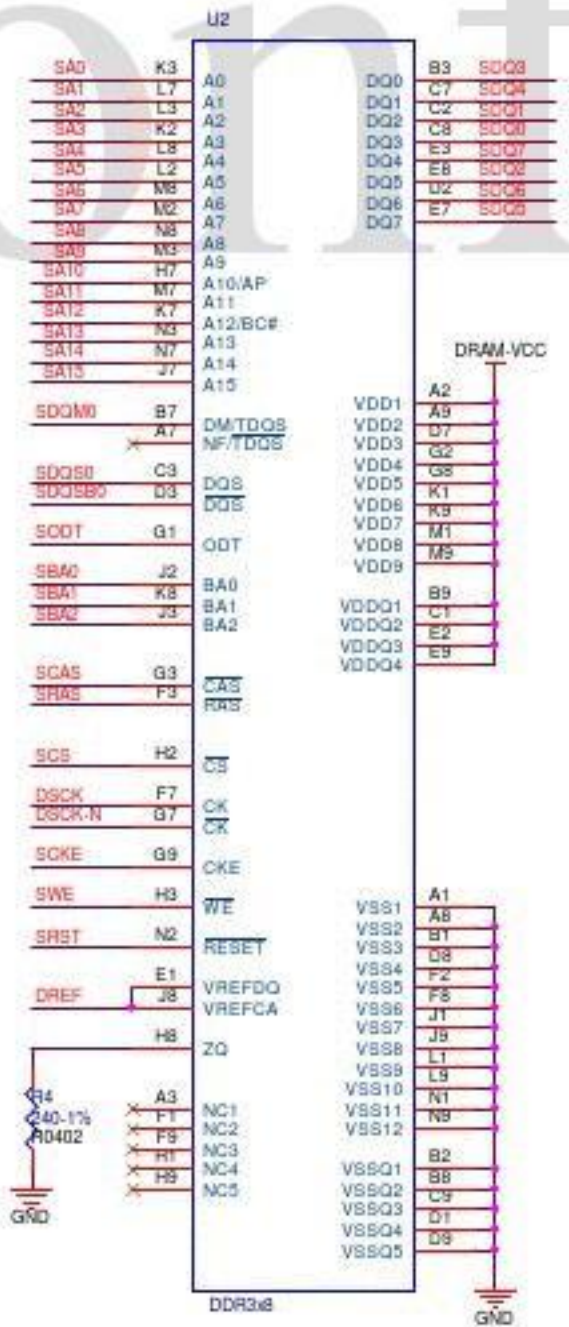 U2
SA0 K3 A0
SA1 L7 A1
SA2 L3 A2
SA3 K2 A3
SA4 L8 A4
SA5 L2 A5
SA6 M8 A6
SA7 M2 A7
SA8 N8 A8
SA9 M3 A9
SA10 H7 A10/AP
SA11 M7 A11
SA12 K7 A12/BC#
SA13 N3 A13
SA14 N7 A14
SA15 J7 A15
SDQM0 B7 DM/TDQS
A7 NF/TDQS
SDQS0 C3 DQS
SDQSB0 D3 DQS
SODT G1 ODT
SBA0 J2 BA0
SBA1 K8 BA1
SBA2 J3 BA2
SCAS G3 CAS
SRAS F3 RAS
SCS H2 CS
DSCK F7 CK
DSCK-N G7 CK
SCKE G9 CKE
SWE H3 WE
SRST N2 RESET
E1 VREFDQ
DREF J8 VREFCA
H8 ZQ
R4
240-1%
R0402
GND
A3 NC1
F1 NC2
F9 NC3
H1 NC4
H9 NC5
DQ0 B3 SDQ3
DQ1 C7 SDQ4
DQ2 C2 SDQ1
DQ3 C8 SDQ0
DQ4 E3 SDQ7
DQ5 E8 SDQ2
DQ6 D2 SDQ6
DQ7 E7 SDQ5
DRAM-VCC
VDD1 A2
VDD2 A9
VDD3 D7
VDD4 G2
VDD5 G8
VDD6 K1
VDD7 K9
VDD8 M1
VDD9 M9
VDDQ1 B9
VDDQ2 C1
VDDQ3 E2
VDDQ4 E9
VSS1 A1
VSS2 A8
VSS3 B1
VSS4 D8
VSS5 F2
VSS6 F8
VSS7 J1
VSS8 J9
VSS9 L1
VSS10 L9
VSS11 N1
VSS12 N9
VSSQ1 B2
VSSQ2 B8
VSSQ3 C9
VSSQ4 D1
VSSQ5 D9
GND
DDR3x8